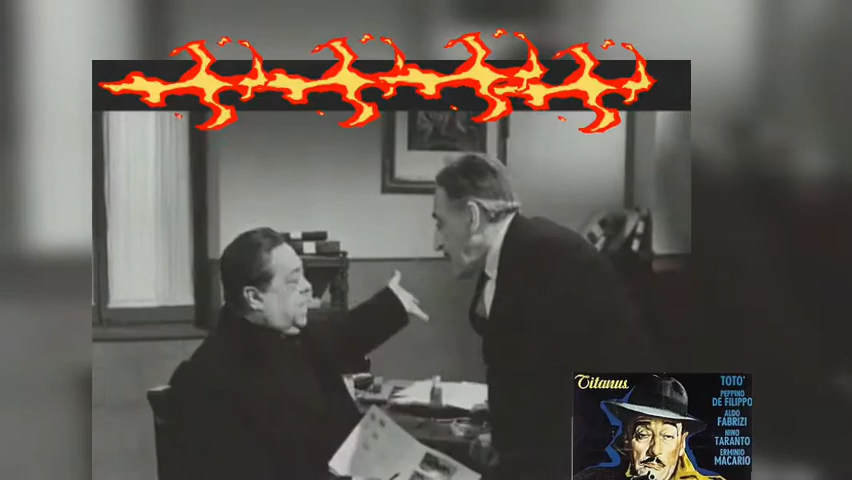 Titanus
TOTO'
PEPPINO
DE FILIPPO
ALDO
FABRIZI
NINO
TARANTO
ERMINIO
MACARIO